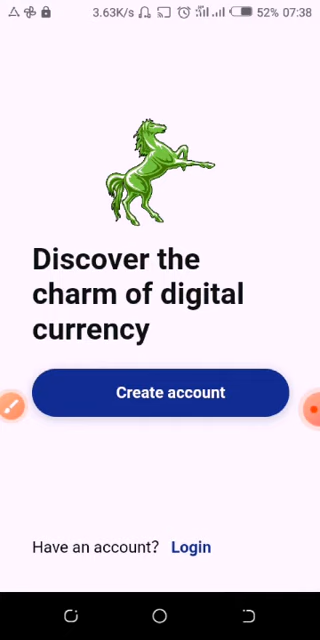 3.63K/s 52% 07:38
Discover the
charm of digital
currency
Create account
Have an account? Login